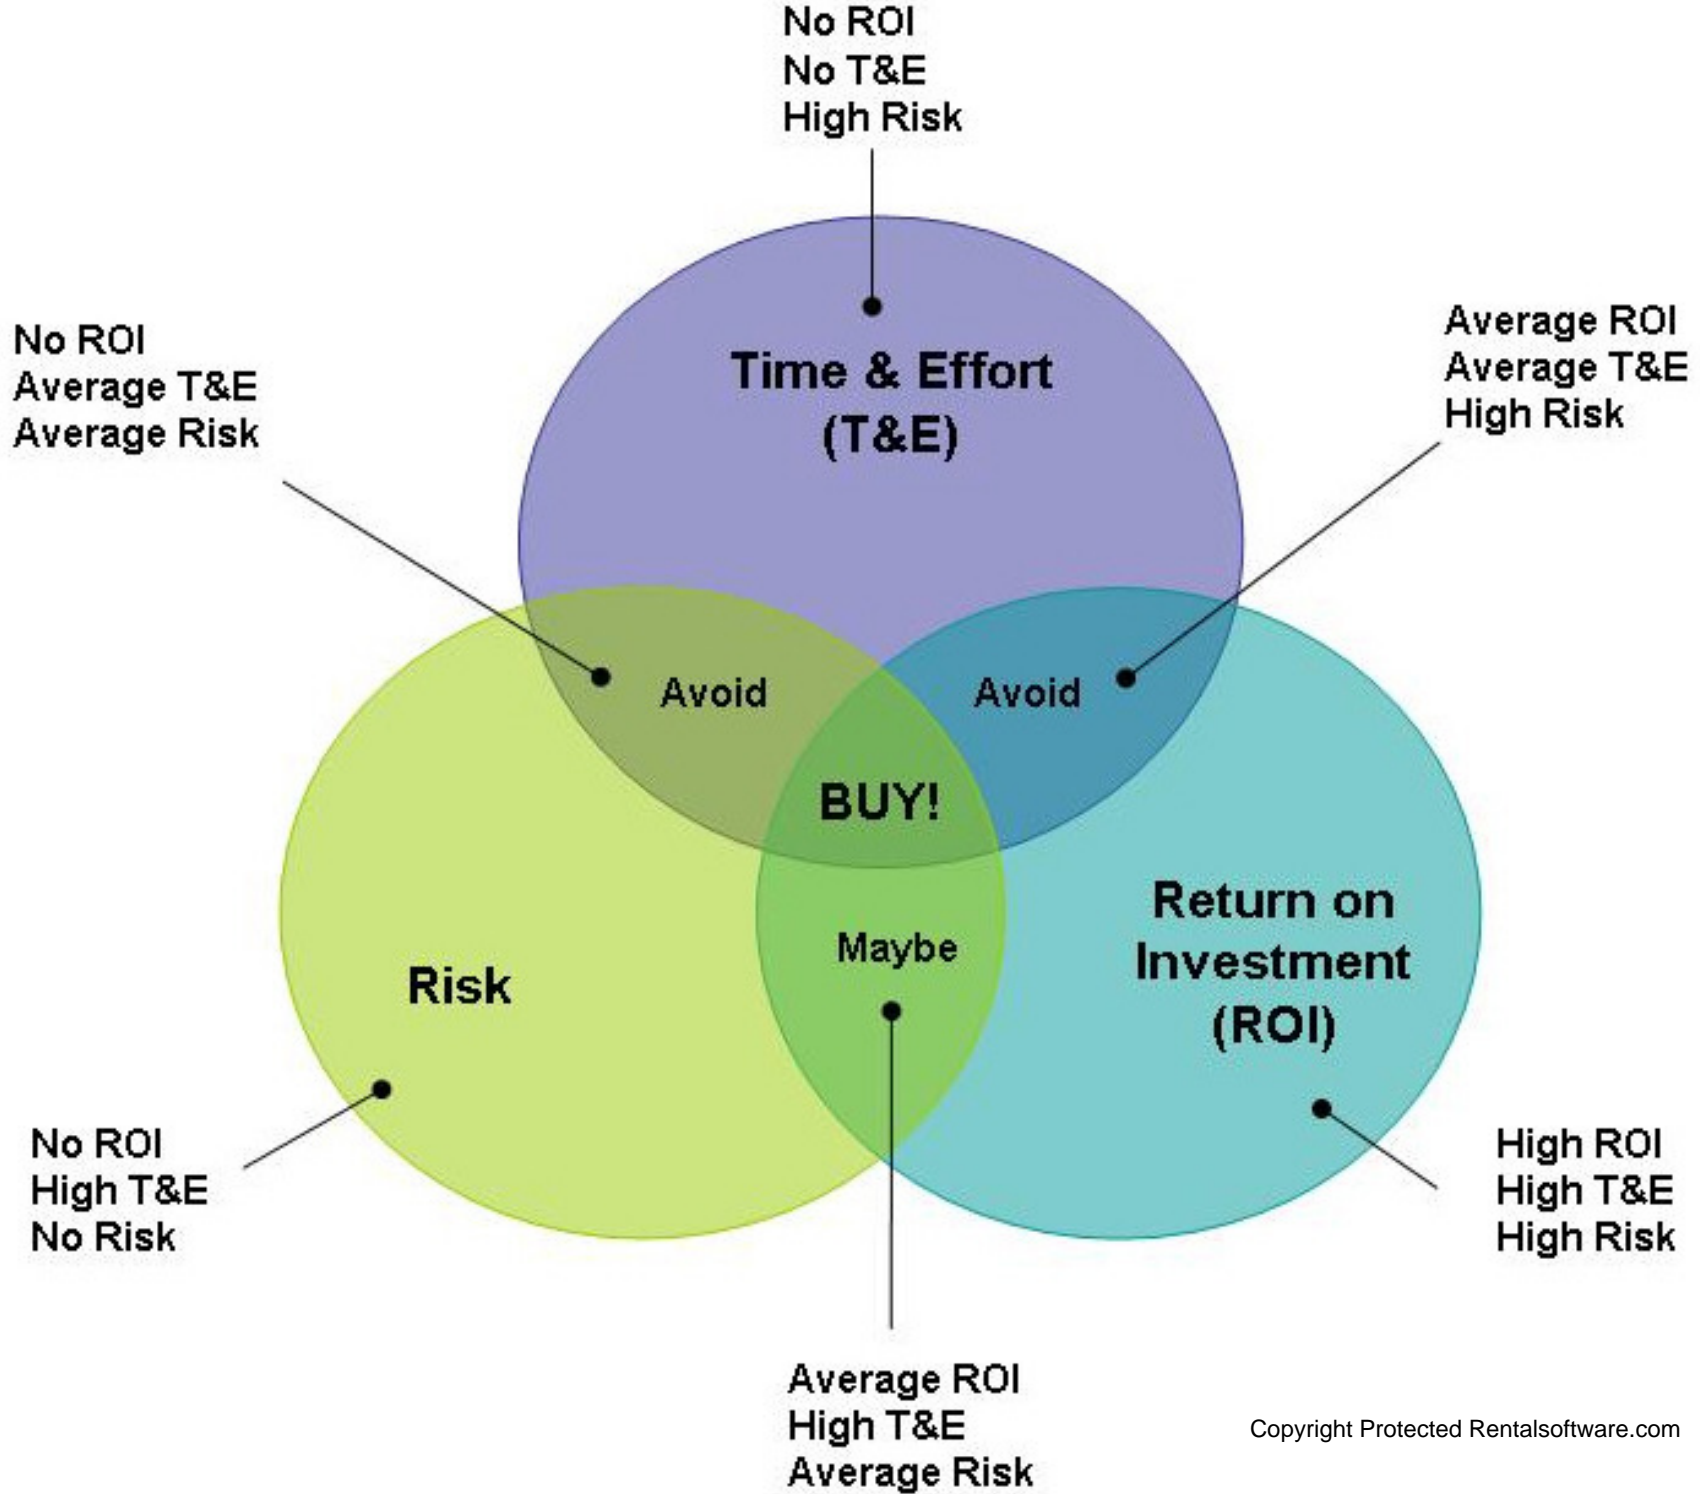 No ROI
No T&E
High Risk
No ROI
Average T&E
Average Risk
Average ROI
Average T&E
High Risk
Time & Effort
(T&E)
Avoid
Avoid
BUY!
Maybe
Risk
Return on
Investment
(ROI)
No ROI
High T&E
No Risk
High ROI
High T&E
High Risk
Average ROI
High T&E
Average Risk
Copyright Protected Rentalsoftware.com